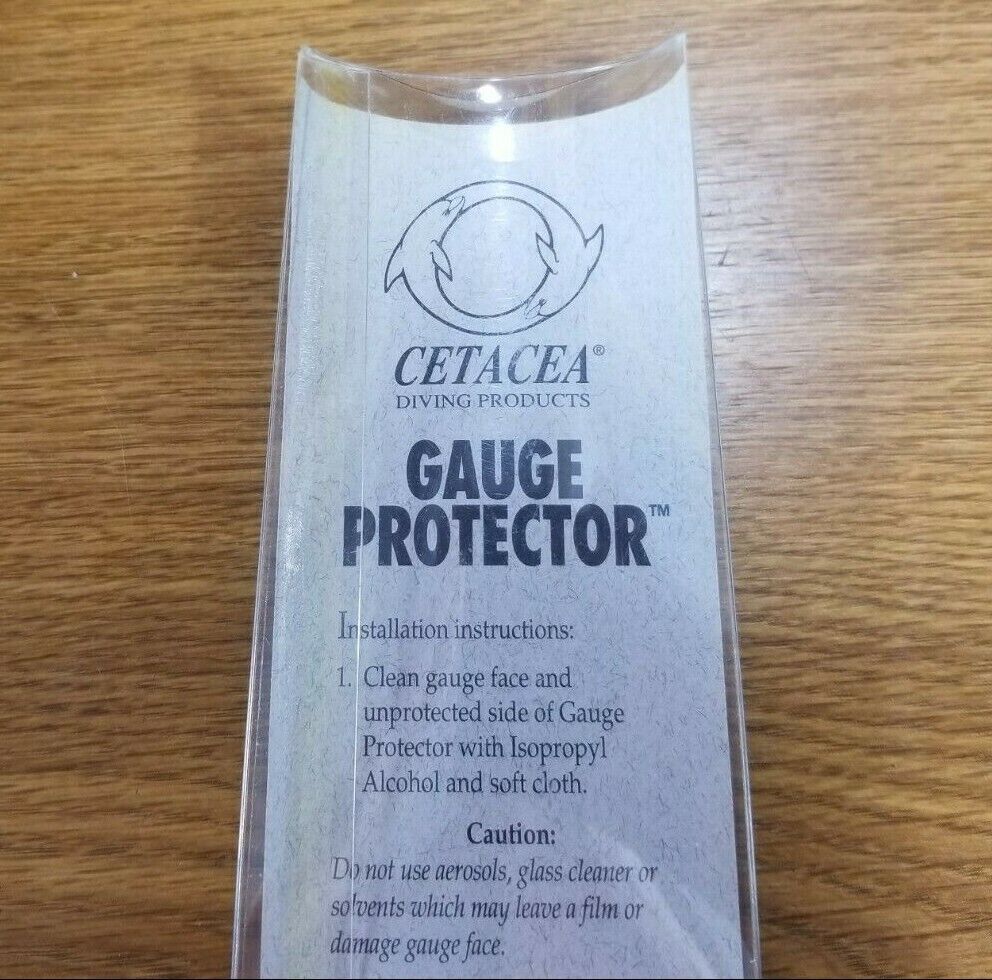 CETACEA®
DIVING PRODUCTS
GAUGE
PROTECTOR™
Installation instructions:
1. Clean gauge face and
unprotected side of Gauge
Protector with Isopropyl
Alcohol and soft cloth.
Caution:
Do not use aerosols, glass cleaner or
solvents which may leave a film or
damage gauge face.